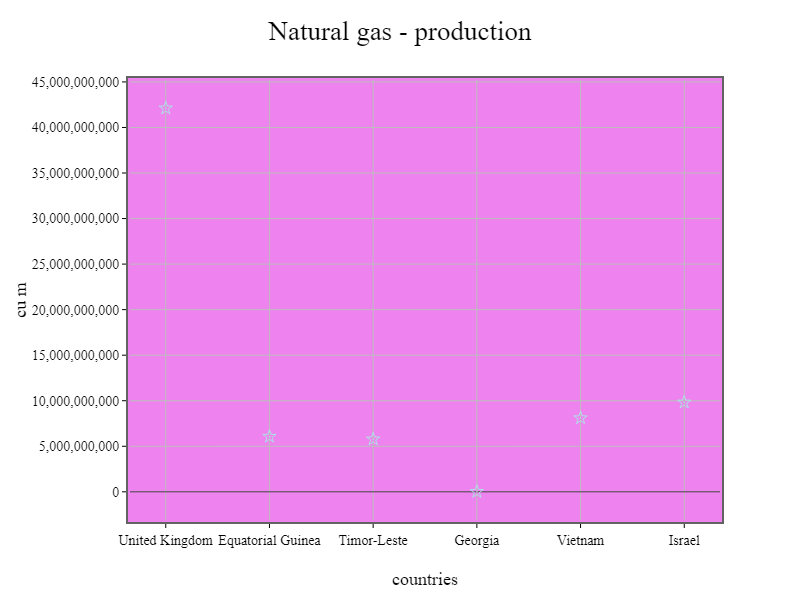 Natural gas - production
45,000,000,000
40,000,000,000
35,000,000,000
30,000,000,000
25,000,000,000
20,000,000,000
15,000,000,000
10,000,000,000
5,000,000,000
0
cu m
United Kingdom Equatorial Guinea Timor-Leste Georgia Vietnam Israel
countries